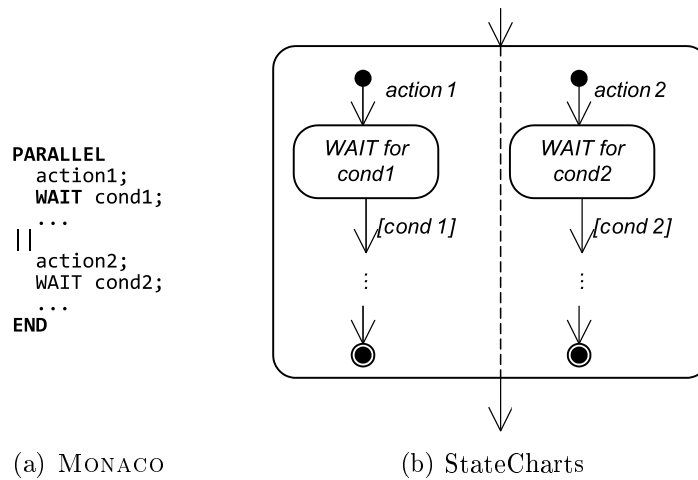 PARALLEL
action1;
WAIT cond1;
...
||
action2;
WAIT cond2;
...
END
action 1
WAIT for
cond1
[cond 1]
⋮
action 2
WAIT for
cond2
[cond 2]
⋮
(a) MONACO
(b) StateCharts